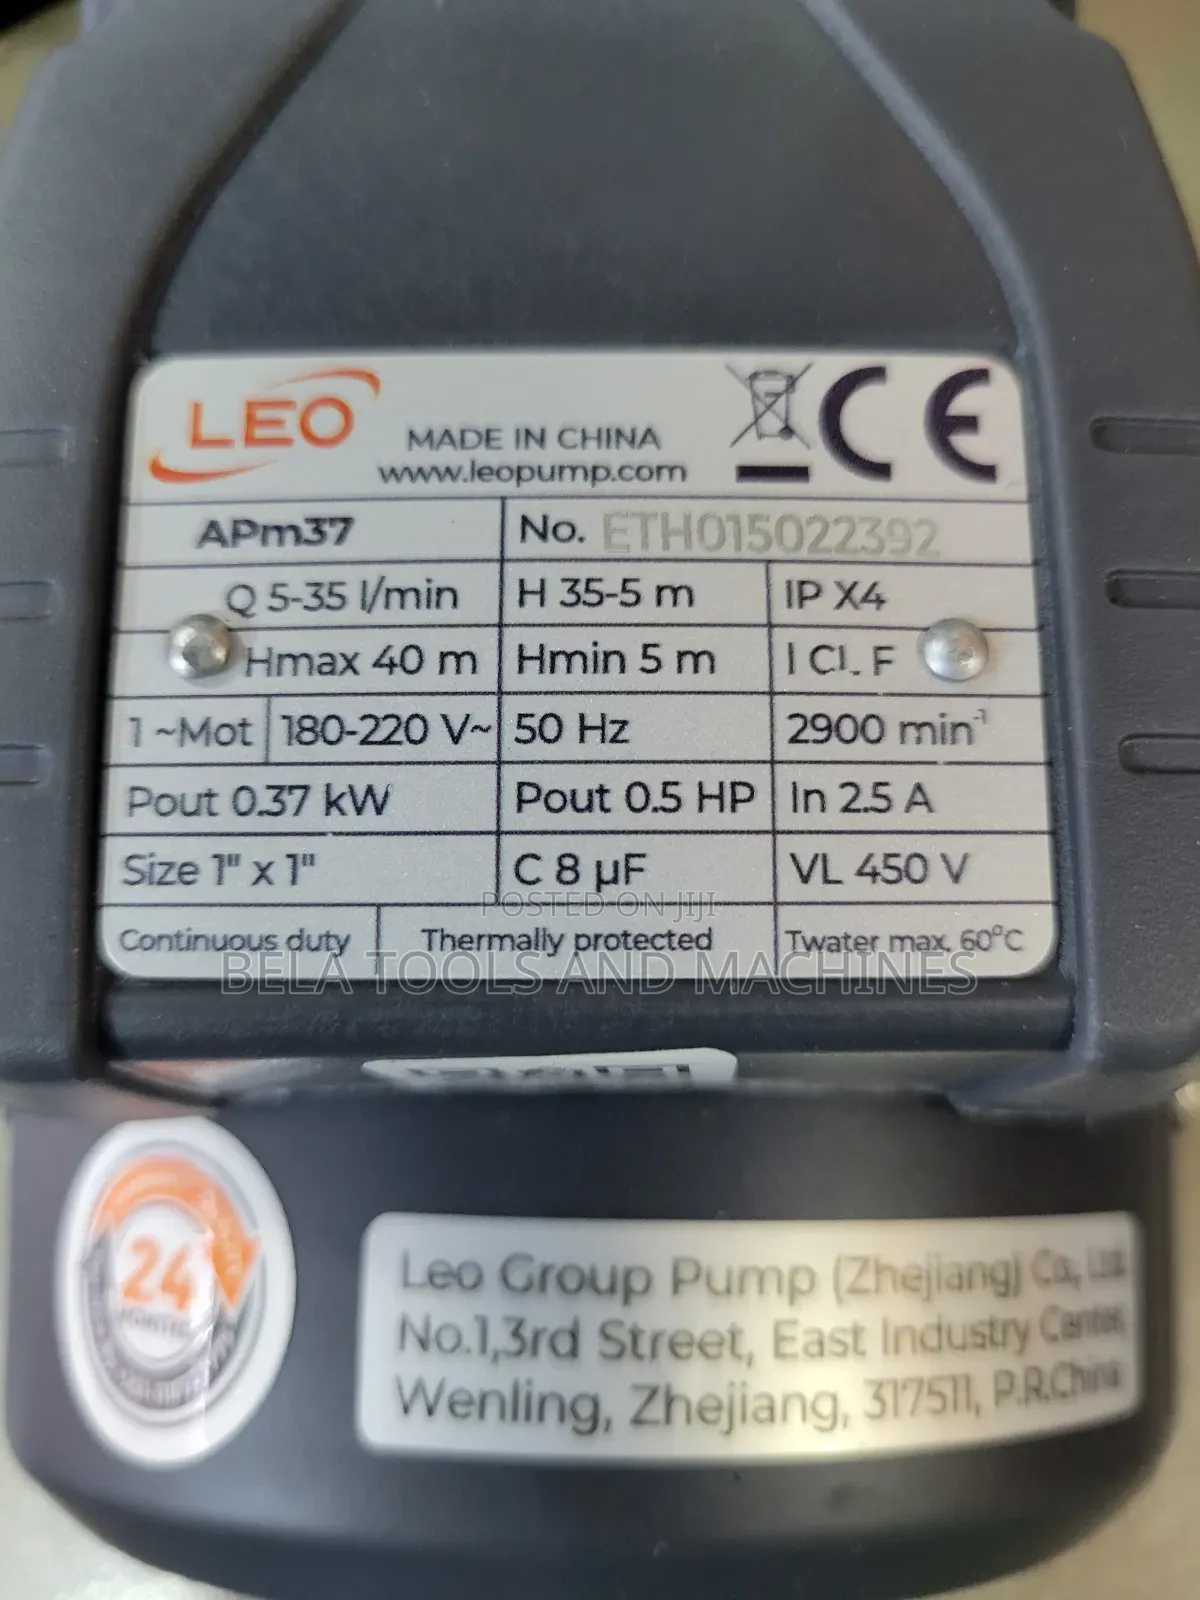 LEO
MADE IN CHINA
www.leopump.com
CE
APm37 No. ETH015022392
Q 5-35 l/min H 35-5 m IP X4
Hmax 40 m Hmin 5 m I Cl. F
1 ~Mot 180-220 V~ 50 Hz 2900 min⁻¹
Pout 0.37 kW Pout 0.5 HP In 2.5 A
Size 1" x 1" C 8 µF VL 450 V
POSTED ON JIJI
Continuous duty Thermally protected Twater max. 60°C
BELA TOOLS AND MACHINES
24
Leo Group Pump (Zhejiang) Co., Ltd.
No.1,3rd Street, East Industry Center,
Wenling, Zhejiang, 317511, P.R.China